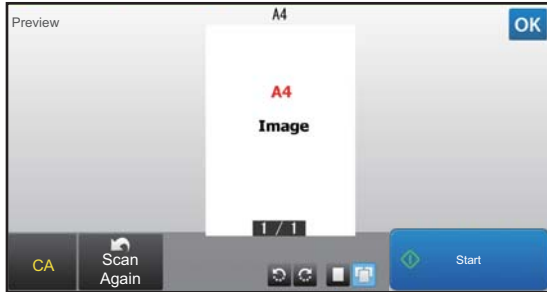 Preview
A4
OK
A4
Image
1 / 1
CA
Scan
Again
Start